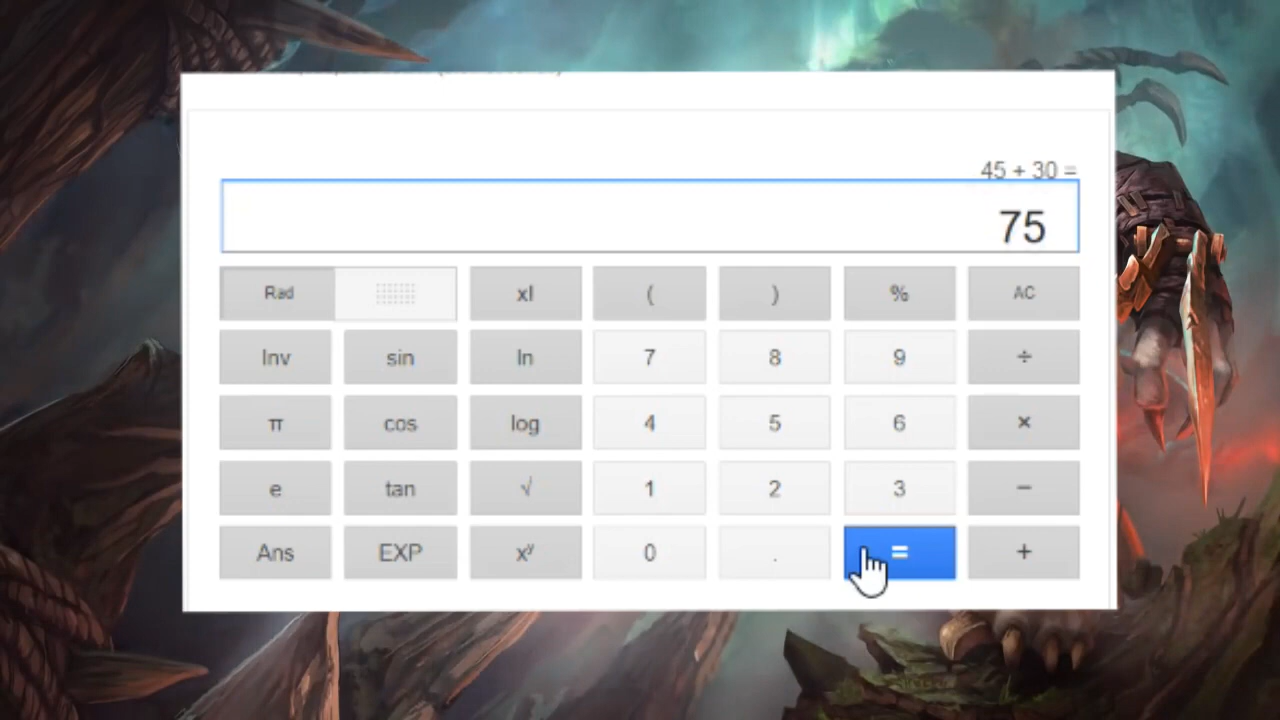 45 + 30 =
75
Rad xl ( ) % AC
Inv sin ln 7 8 9 ÷
π cos log 4 5 6 ×
e tan √ 1 2 3 −
Ans EXP xʸ 0 . = +